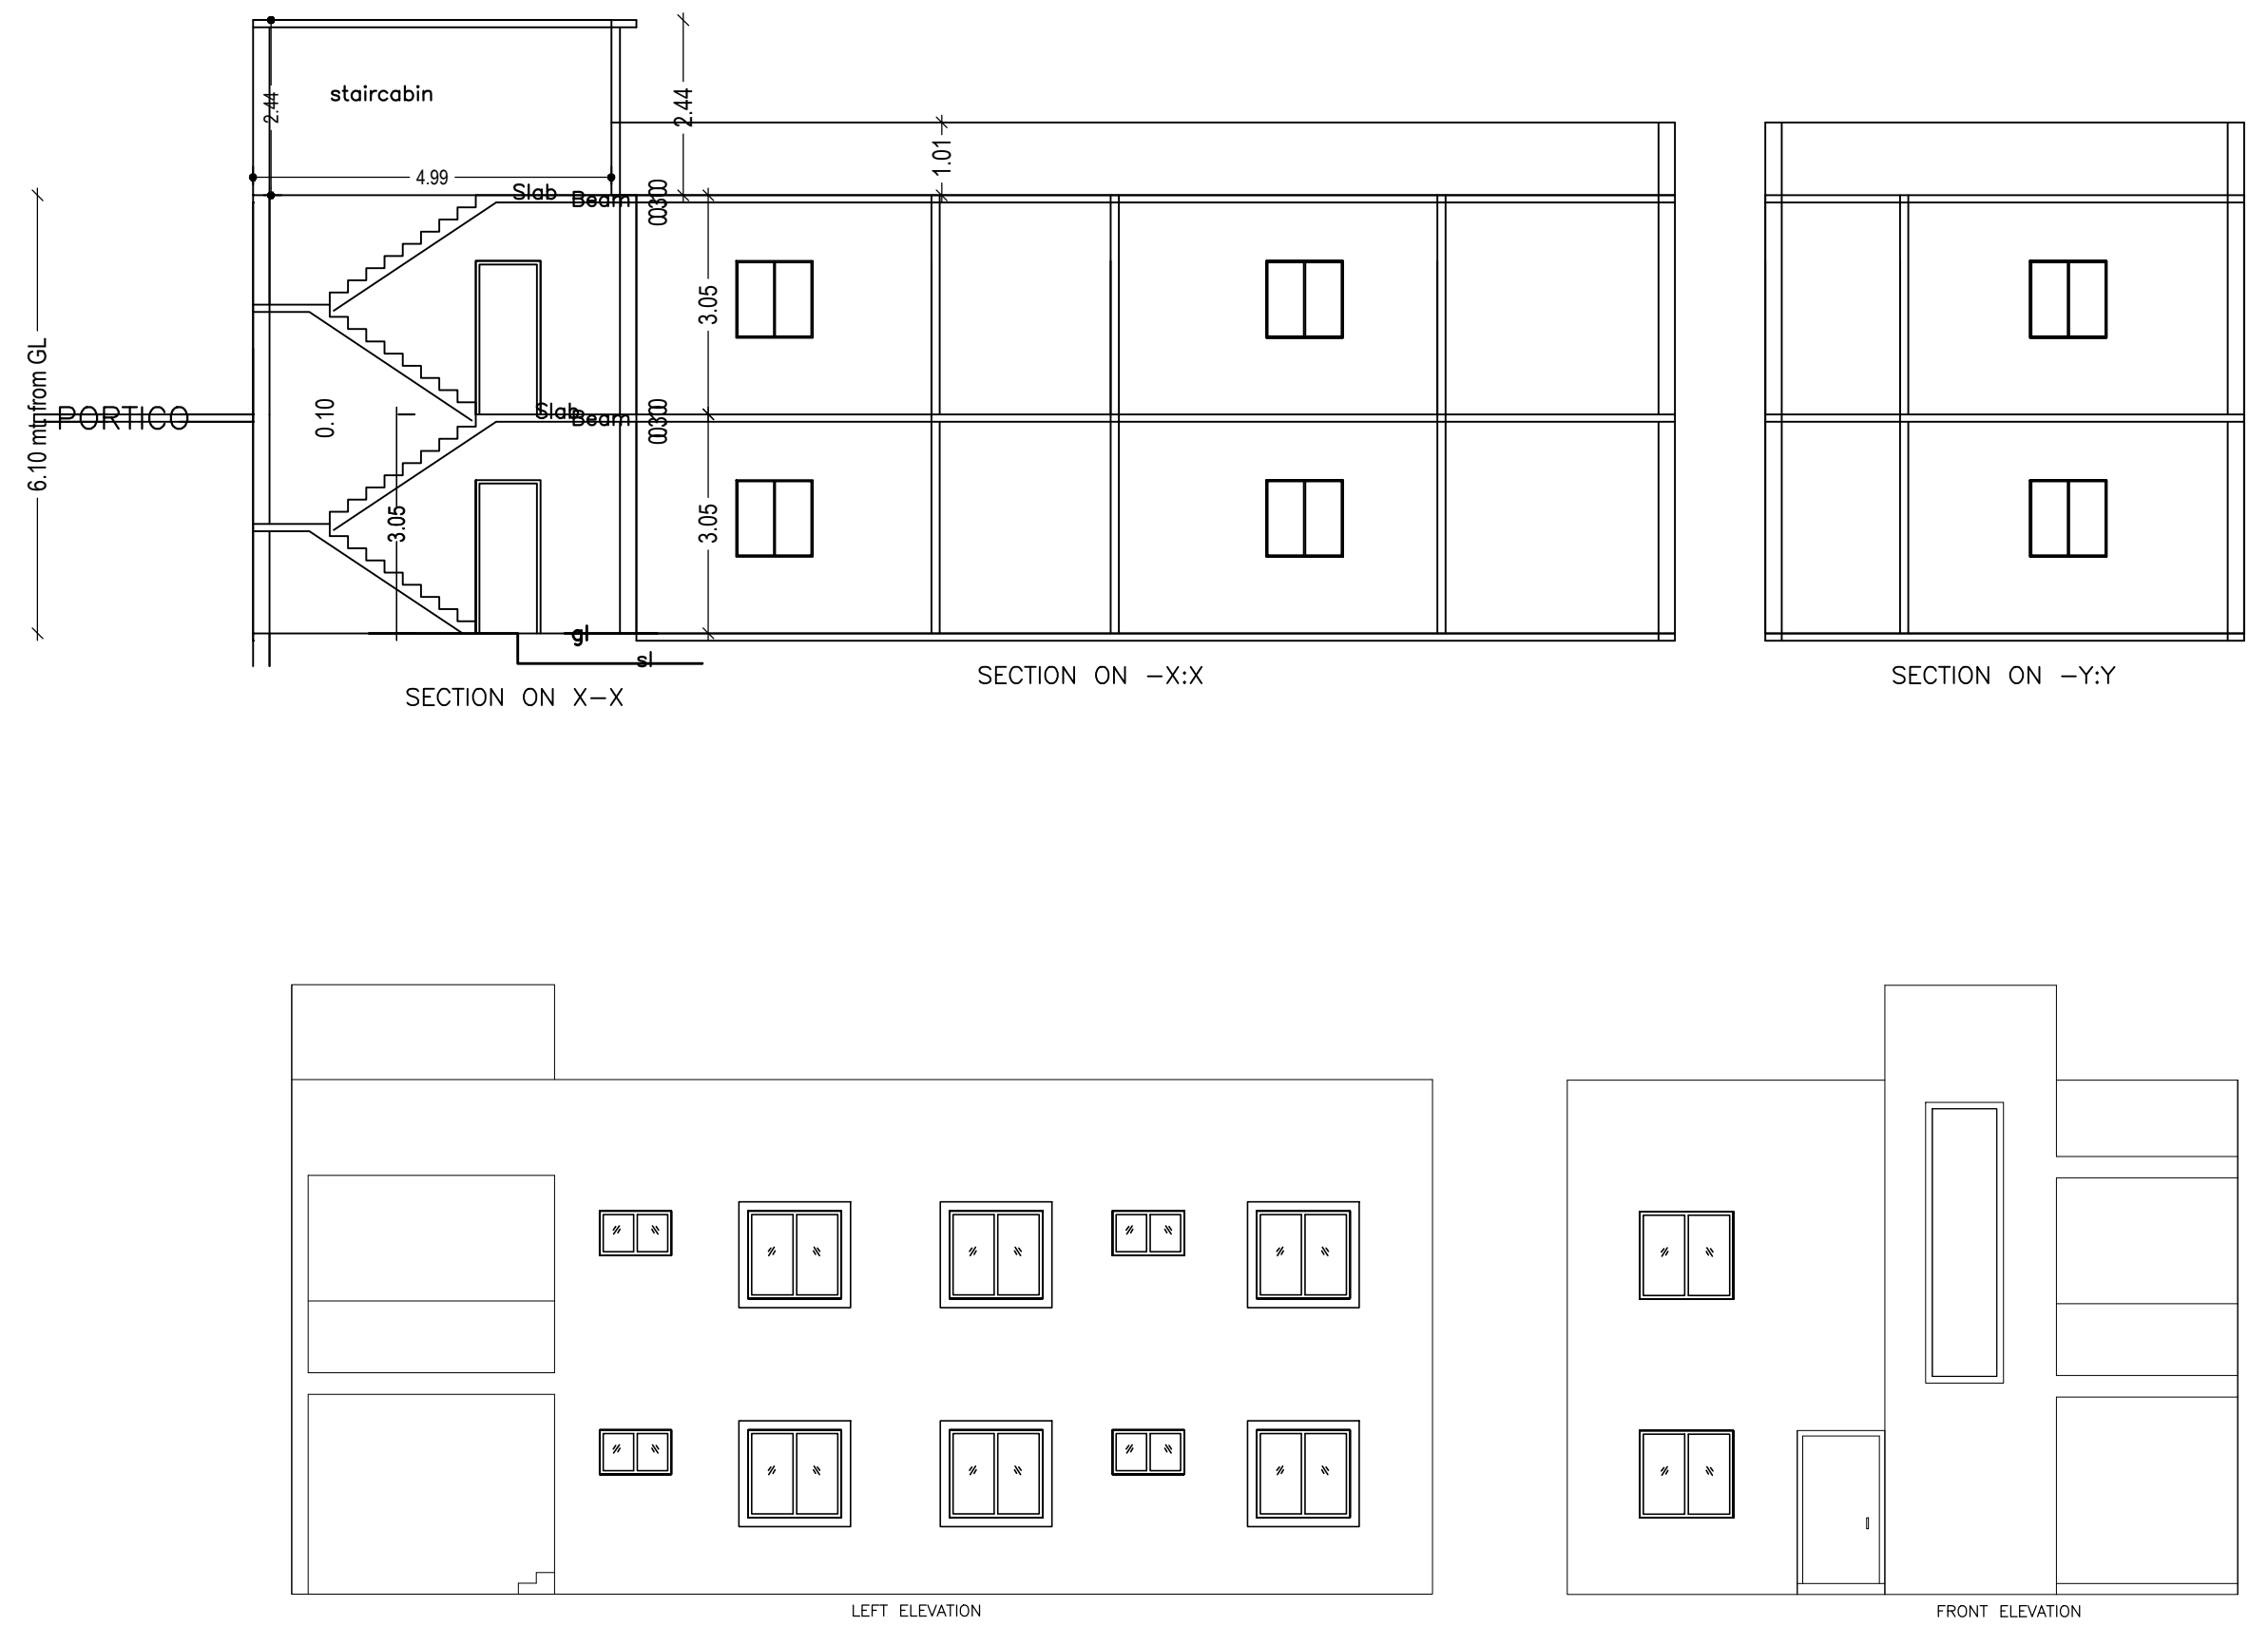 staircabin
2.44
2.44
1.01
4.99
Slab
Beam
3.05
6.10 mt from GL
PORTICO
0.10
Slab
Beam
3.05
3.05
gl
sl
SECTION ON X-X
SECTION ON -X:X
SECTION ON -Y:Y
LEFT ELEVATION
FRONT ELEVATION